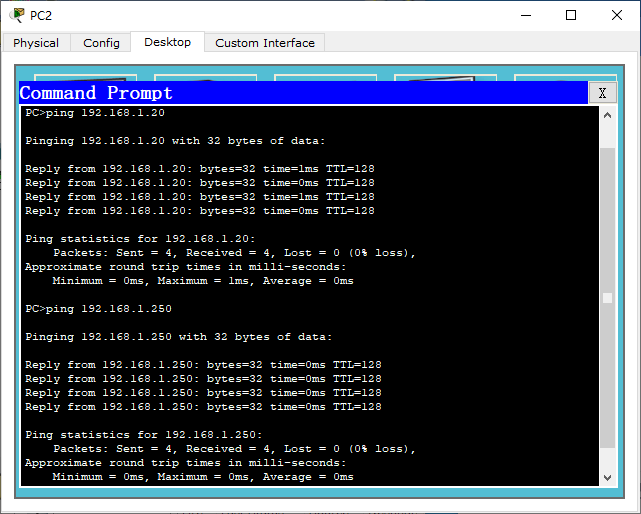 PC2
Physical Config Desktop Custom Interface
Command Prompt X
PC>ping 192.168.1.20
Pinging 192.168.1.20 with 32 bytes of data:
Reply from 192.168.1.20: bytes=32 time=1ms TTL=128
Reply from 192.168.1.20: bytes=32 time=0ms TTL=128
Reply from 192.168.1.20: bytes=32 time=1ms TTL=128
Reply from 192.168.1.20: bytes=32 time=0ms TTL=128
Ping statistics for 192.168.1.20:
    Packets: Sent = 4, Received = 4, Lost = 0 (0% loss),
Approximate round trip times in milli-seconds:
    Minimum = 0ms, Maximum = 1ms, Average = 0ms
PC>ping 192.168.1.250
Pinging 192.168.1.250 with 32 bytes of data:
Reply from 192.168.1.250: bytes=32 time=0ms TTL=128
Reply from 192.168.1.250: bytes=32 time=0ms TTL=128
Reply from 192.168.1.250: bytes=32 time=0ms TTL=128
Reply from 192.168.1.250: bytes=32 time=0ms TTL=128
Ping statistics for 192.168.1.250:
    Packets: Sent = 4, Received = 4, Lost = 0 (0% loss),
Approximate round trip times in milli-seconds:
    Minimum = 0ms, Maximum = 0ms, Average = 0ms